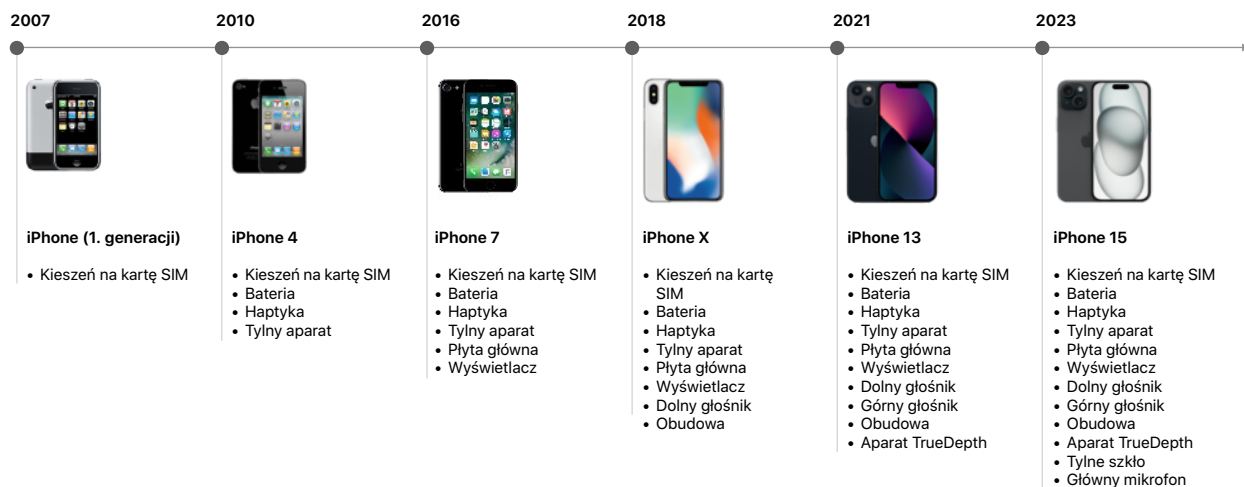 2007
2010
2016
2018
2021
2023
iPhone (1. generacji)
• Kieszeń na kartę SIM
iPhone 4
• Kieszeń na kartę SIM
• Bateria
• Haptyka
• Tylny aparat
iPhone 7
• Kieszeń na kartę SIM
• Bateria
• Haptyka
• Tylny aparat
• Płyta główna
• Wyświetlacz
iPhone X
• Kieszeń na kartę
SIM
• Bateria
• Haptyka
• Tylny aparat
• Płyta główna
• Wyświetlacz
• Dolny głośnik
• Obudowa
iPhone 13
• Kieszeń na kartę SIM
• Bateria
• Haptyka
• Tylny aparat
• Płyta główna
• Wyświetlacz
• Dolny głośnik
• Górny głośnik
• Obudowa
• Aparat TrueDepth
iPhone 15
• Kieszeń na kartę SIM
• Bateria
• Haptyka
• Tylny aparat
• Płyta główna
• Wyświetlacz
• Dolny głośnik
• Górny głośnik
• Obudowa
• Aparat TrueDepth
• Tylne szkło
• Główny mikrofon